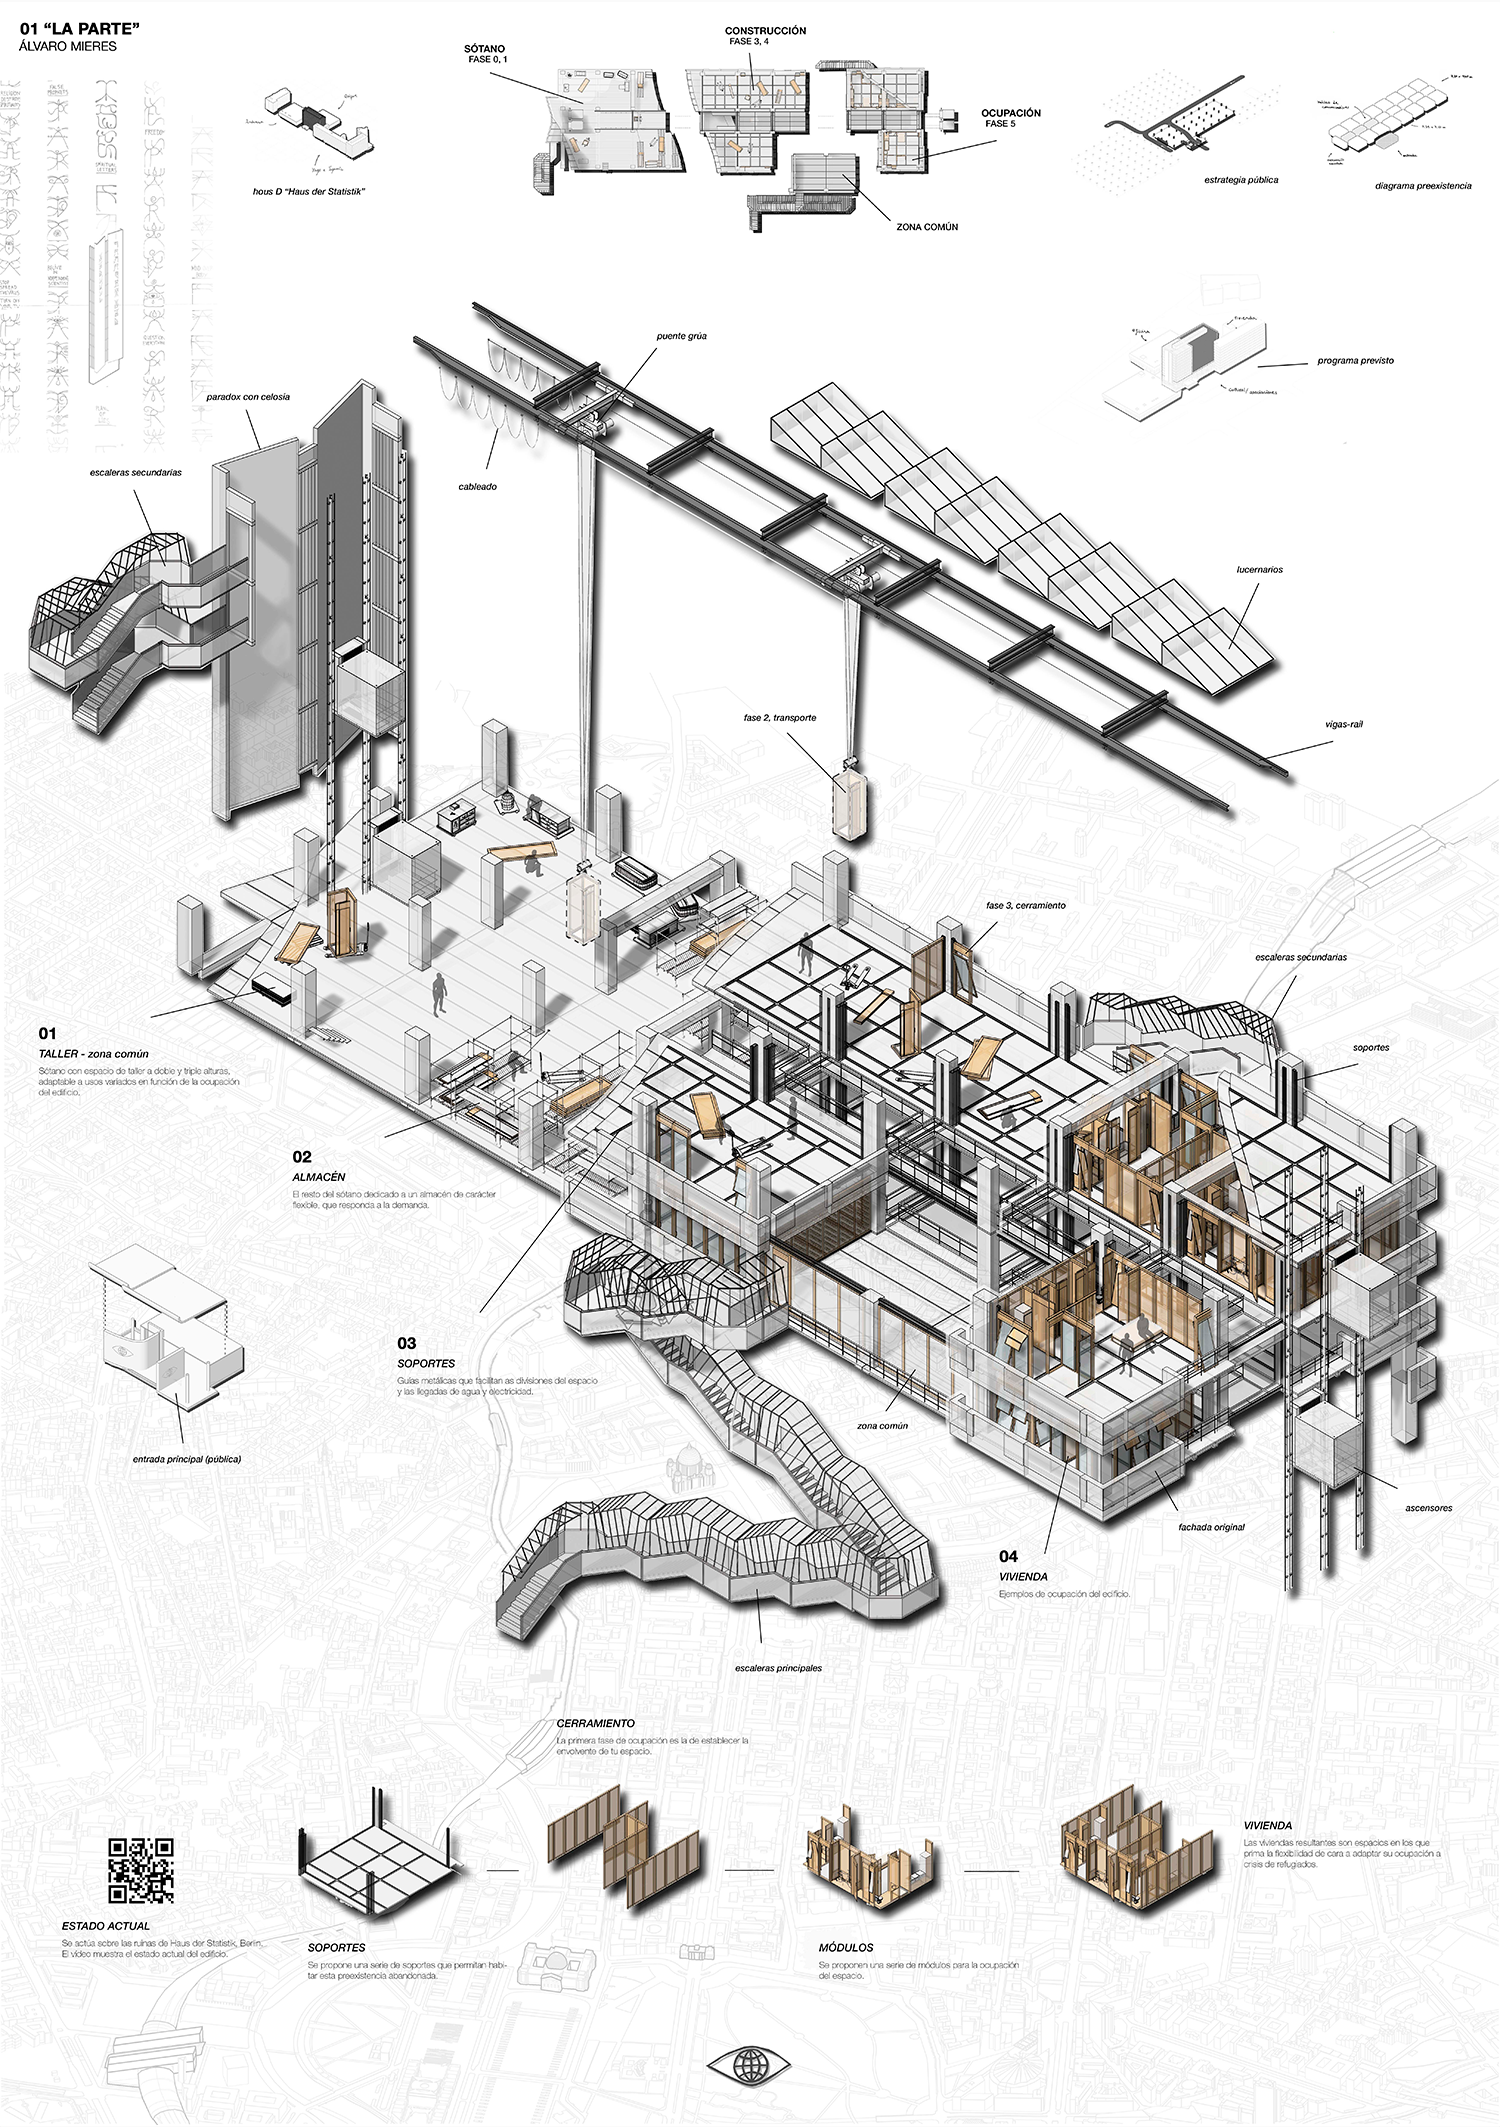 01 “LA PARTE”
ÁLVARO MIERES
SÓTANO
FASE 0, 1
CONSTRUCCIÓN
FASE 3, 4
OCUPACIÓN
FASE 5
ZONA COMÚN
hous D “Haus der Statistik”
estrategia pública
diagrama preexistencia
programa previsto
puente grúa
paradox con celosía
escaleras secundarias
cableado
lucernarios
vigas-rail
fase 2, transporte
fase 3, cerramiento
escaleras secundarias
soportes
01
TALLER - zona común
Sótano con espacio de taller a doble y triple alturas,
adaptable a usos variados en función de la ocupación
del edificio.
02
ALMACÉN
El resto del sótano dedicado a un almacén de carácter
flexible, que responda a la demanda.
03
SOPORTES
Guías metálicas que facilitan as divisiones del espacio
y las llegadas de agua y electricidad.
zona común
entrada principal (pública)
ascensores
fachada original
04
VIVIENDA
Ejemplos de ocupación del edificio.
escaleras principales
CERRAMIENTO
La primera fase de ocupación es la de establecer la
envolvente de tu espacio.
VIVIENDA
Las viviendas resultantes son espacios en los que
prima la flexibilidad de cara a adaptar su ocupación a
crisis de refugiados.
ESTADO ACTUAL
Se actúa sobre las ruinas de Haus der Statistik, Berlín.
El vídeo muestra el estado actual del edificio.
SOPORTES
Se propone una serie de soportes que permitan habi-
tar esta preexistencia abandonada.
MÓDULOS
Se proponen una serie de módulos para la ocupación
del espacio.